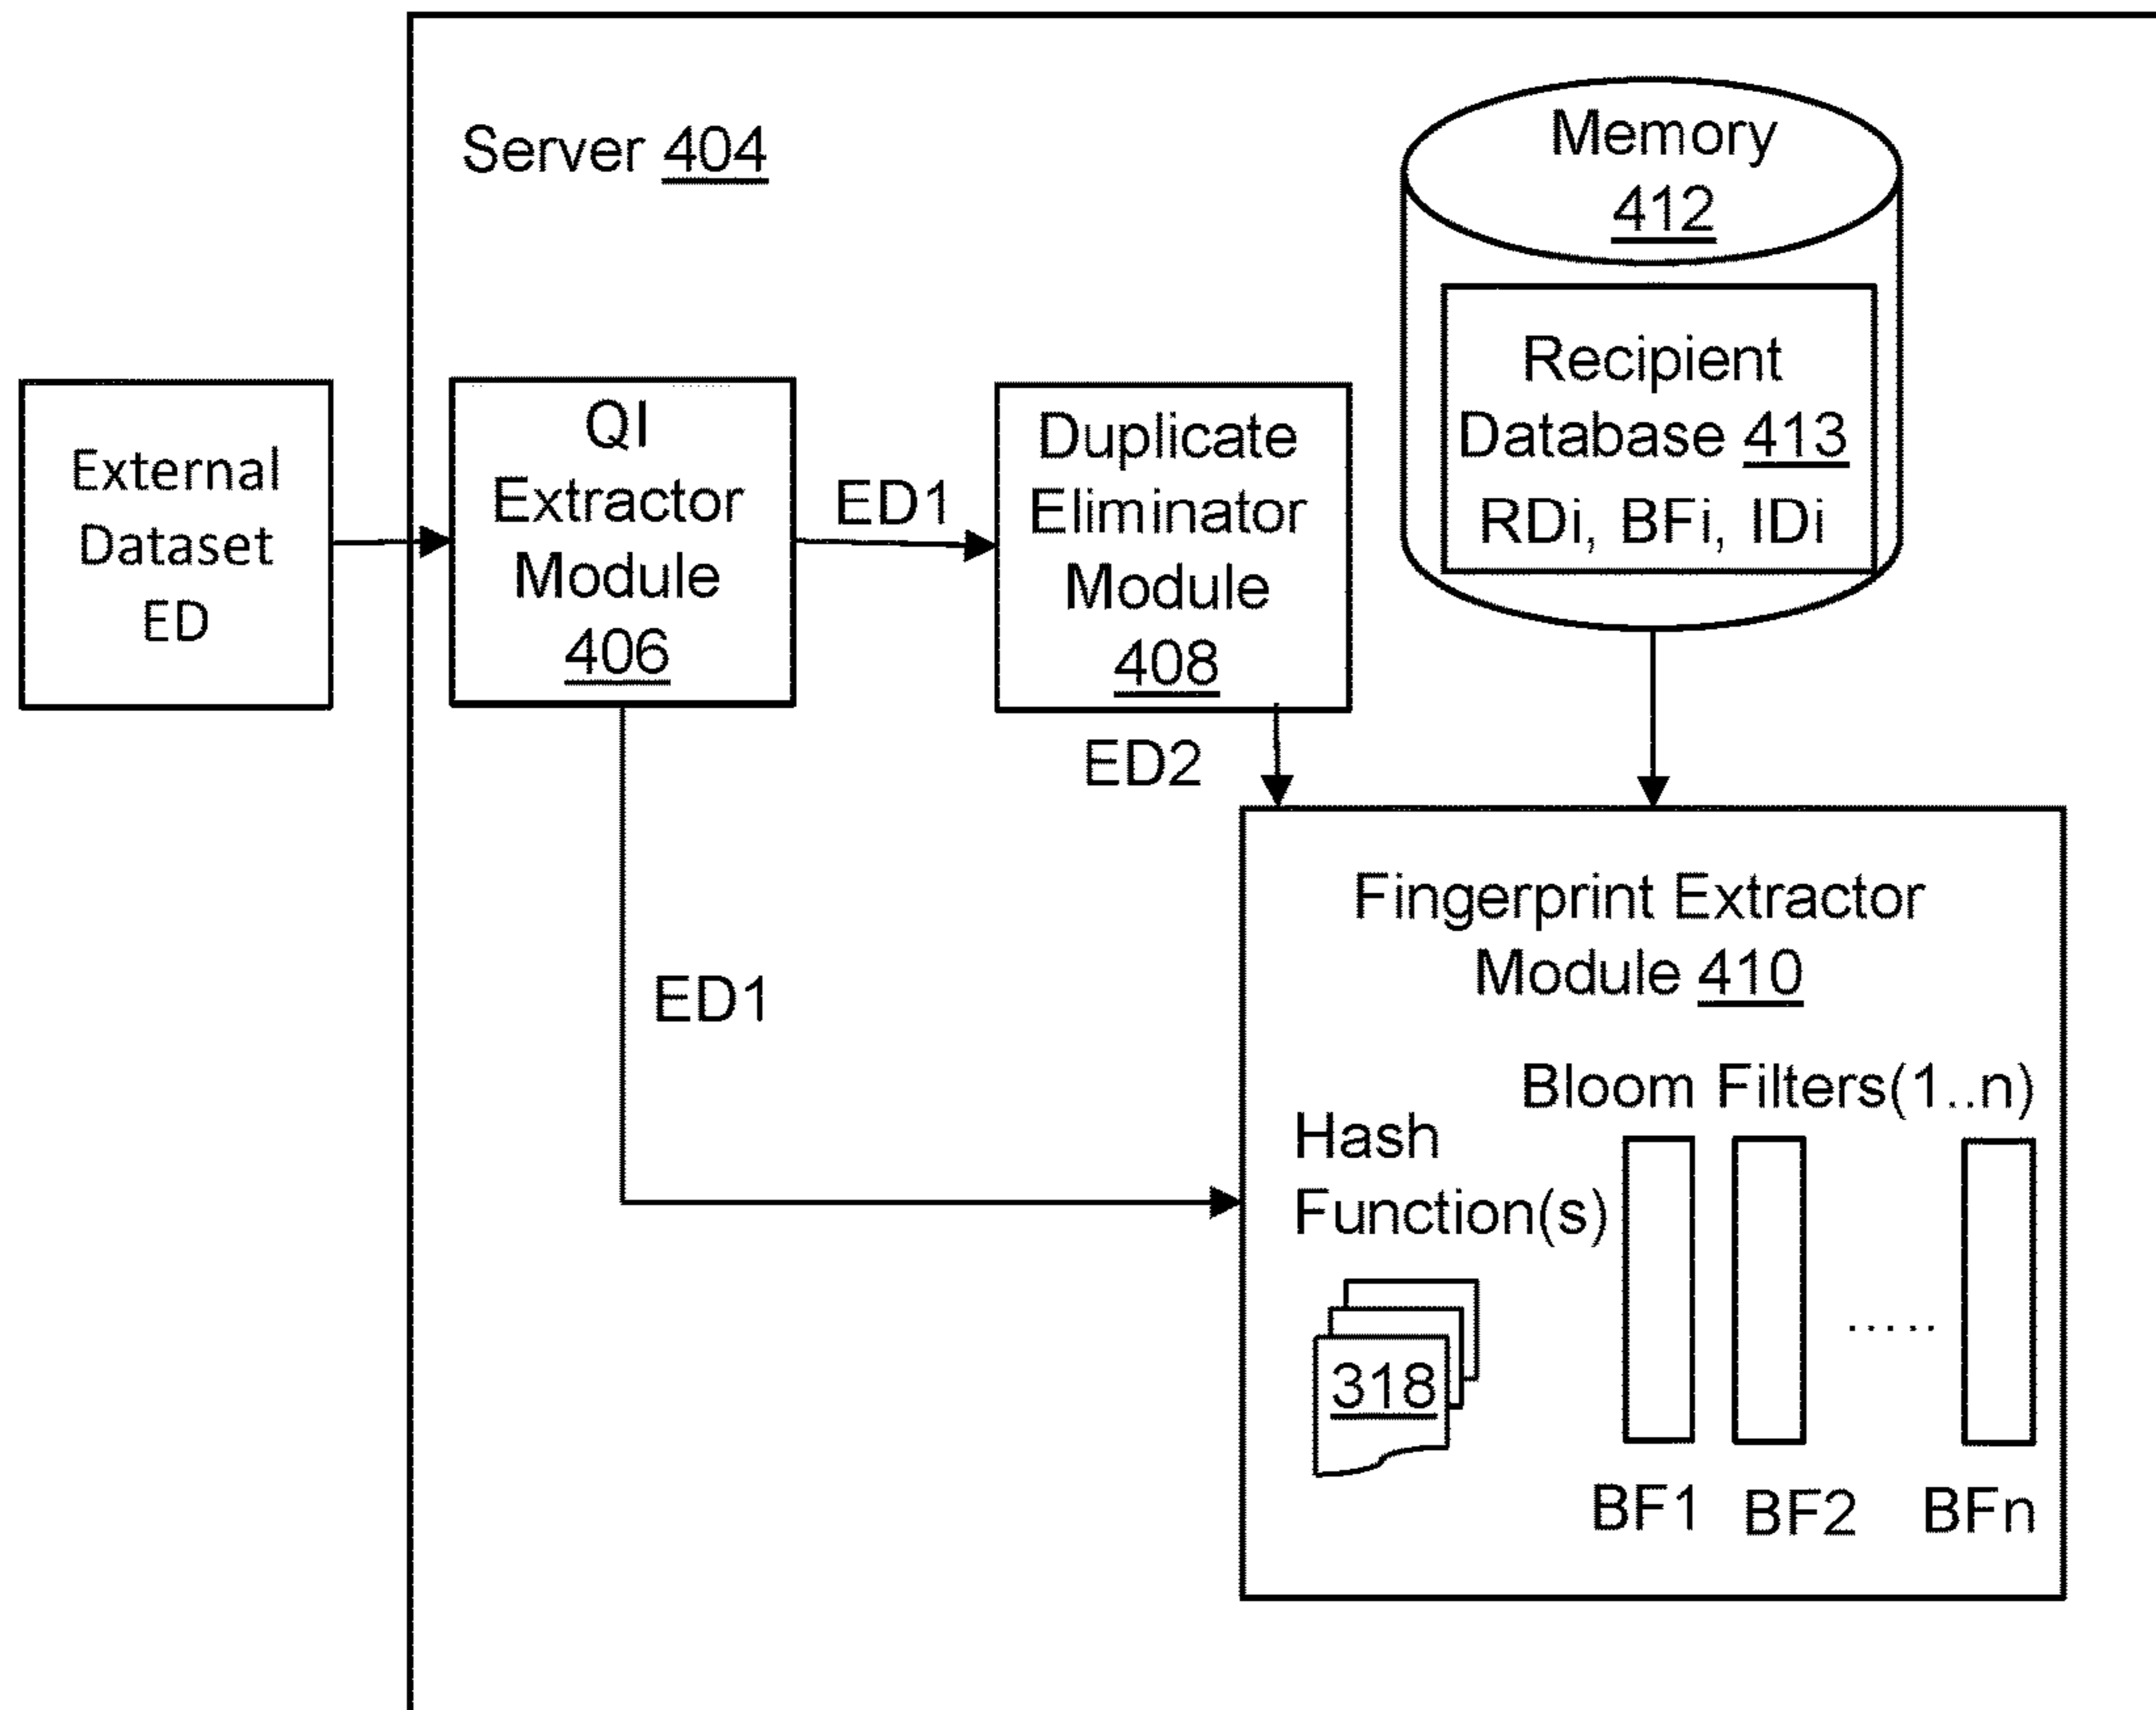 Server 404
Memory
412
Recipient
Database 413
RDi, BFi, IDi
External
Dataset
ED
QI
Extractor
Module
406
ED1
Duplicate
Eliminator
Module
408
ED2
ED1
Fingerprint Extractor
Module 410
Bloom Filters(1..n)
Hash
Function(s)
318
.....
BF1
BF2
BFn